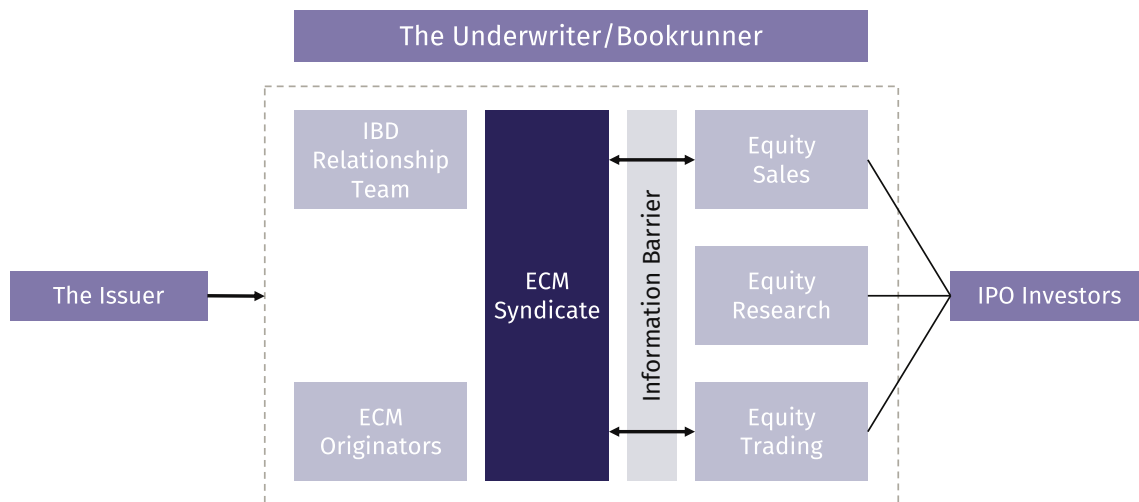 The Underwriter/Bookrunner
IBD
Relationship
Team
ECM
Originators
ECM
Syndicate
Information Barrier
Equity
Sales
Equity
Research
Equity
Trading
The Issuer
IPO Investors